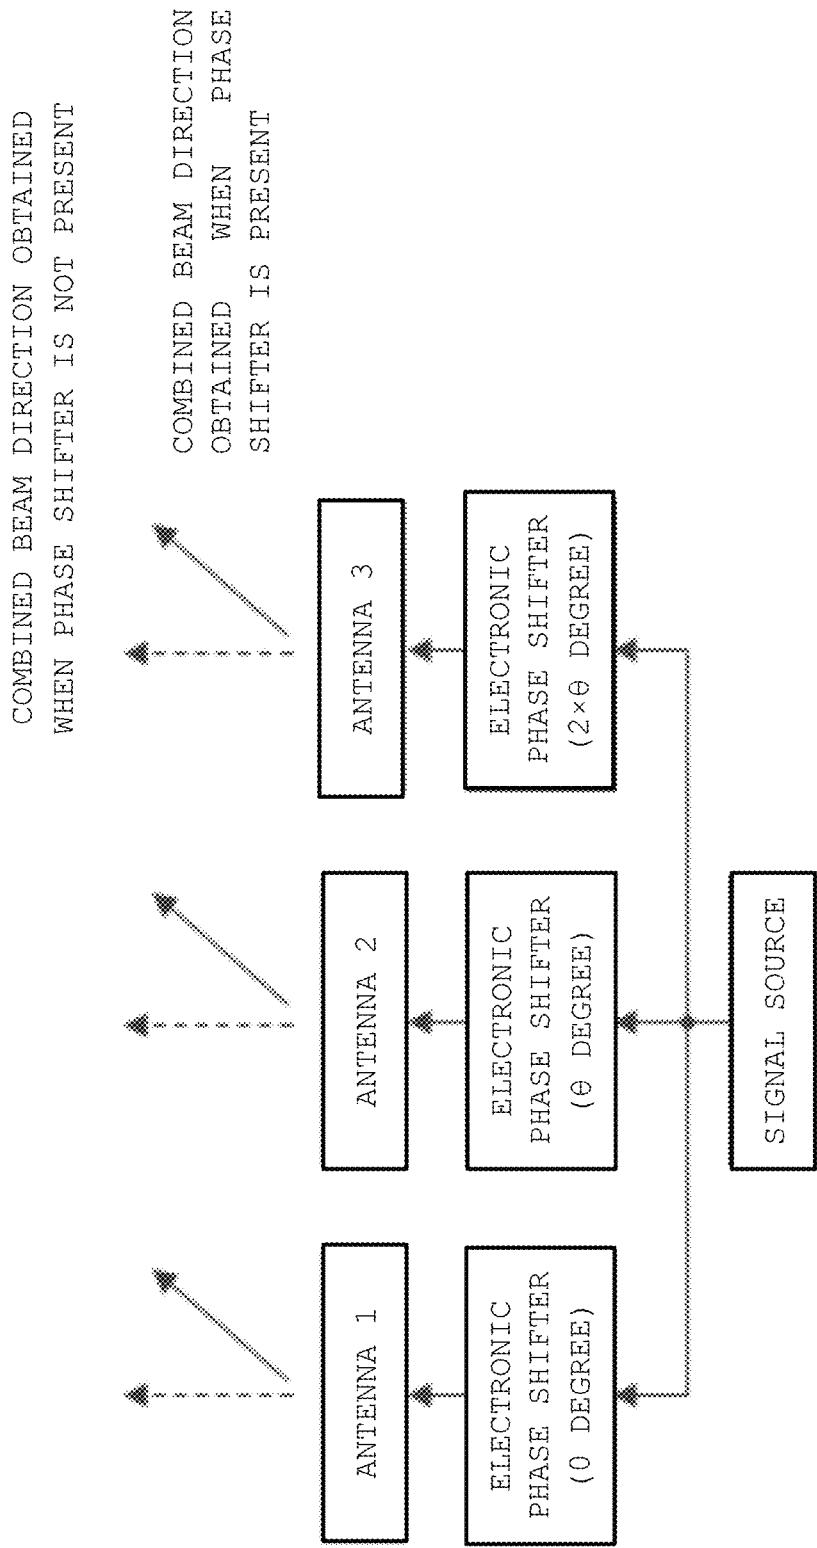 COMBINED BEAM DIRECTION OBTAINED
WHEN PHASE SHIFTER IS NOT PRESENT
COMBINED BEAM DIRECTION
OBTAINED WHEN PHASE
SHIFTER IS PRESENT
ANTENNA 1
ANTENNA 2
ANTENNA 3
ELECTRONIC
PHASE SHIFTER
(0 DEGREE)
ELECTRONIC
PHASE SHIFTER
(θ DEGREE)
ELECTRONIC
PHASE SHIFTER
(2×θ DEGREE)
SIGNAL SOURCE